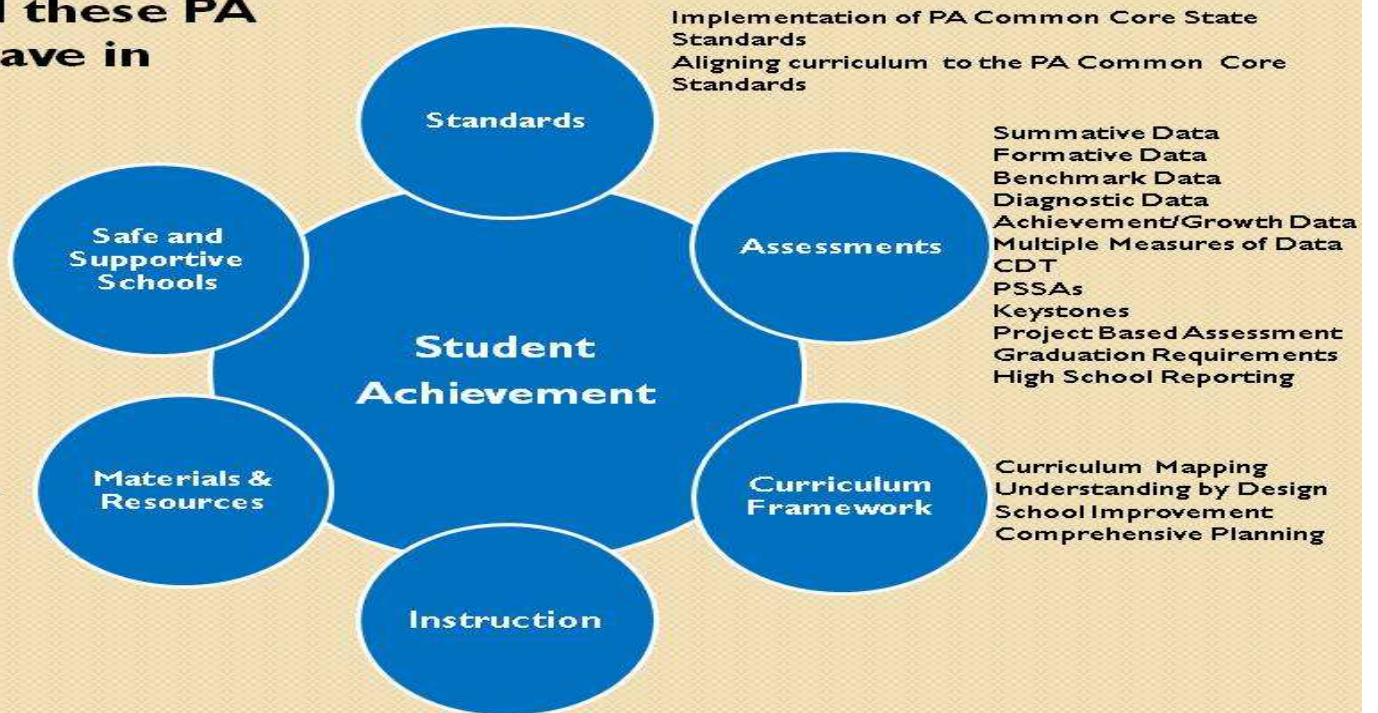 these PA
ave in
Implementation of PA Common Core State
Standards
Aligning curriculum to the PA Common Core
Standards
Standards
Summative Data
Formative Data
Benchmark Data
Diagnostic Data
Achievement/Growth Data
Multiple Measures of Data
CDT
PSSAs
Keystones
Project Based Assessment
Graduation Requirements
High School Reporting
Assessments
Safe and
Supportive
Schools
Student
Achievement
Materials &
Resources
Curriculum
Framework
Curriculum Mapping
Understanding by Design
School Improvement
Comprehensive Planning
Instruction